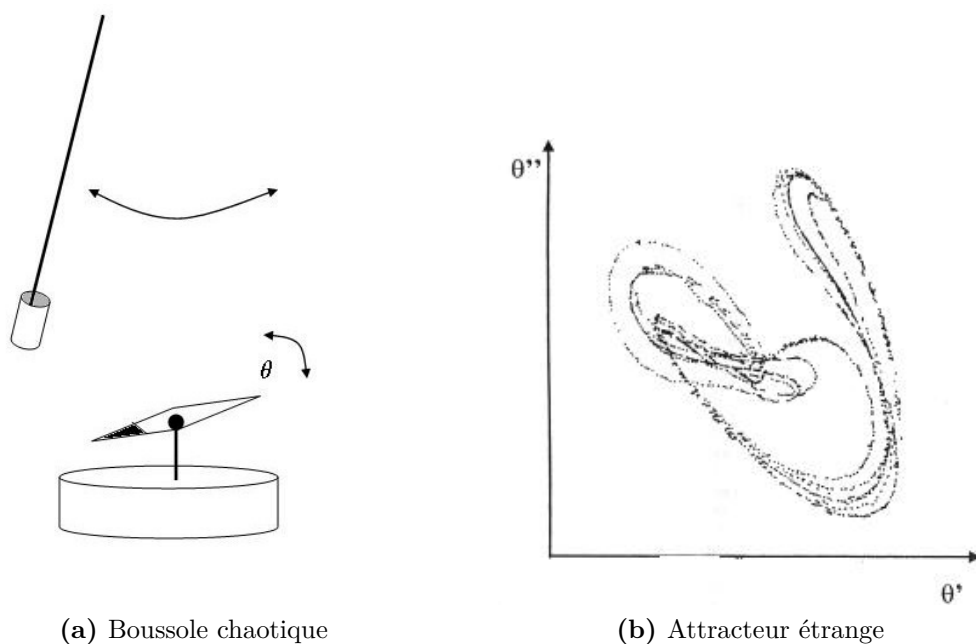 θ
(a) Boussole chaotique
θ''
θ'
(b) Attracteur étrange